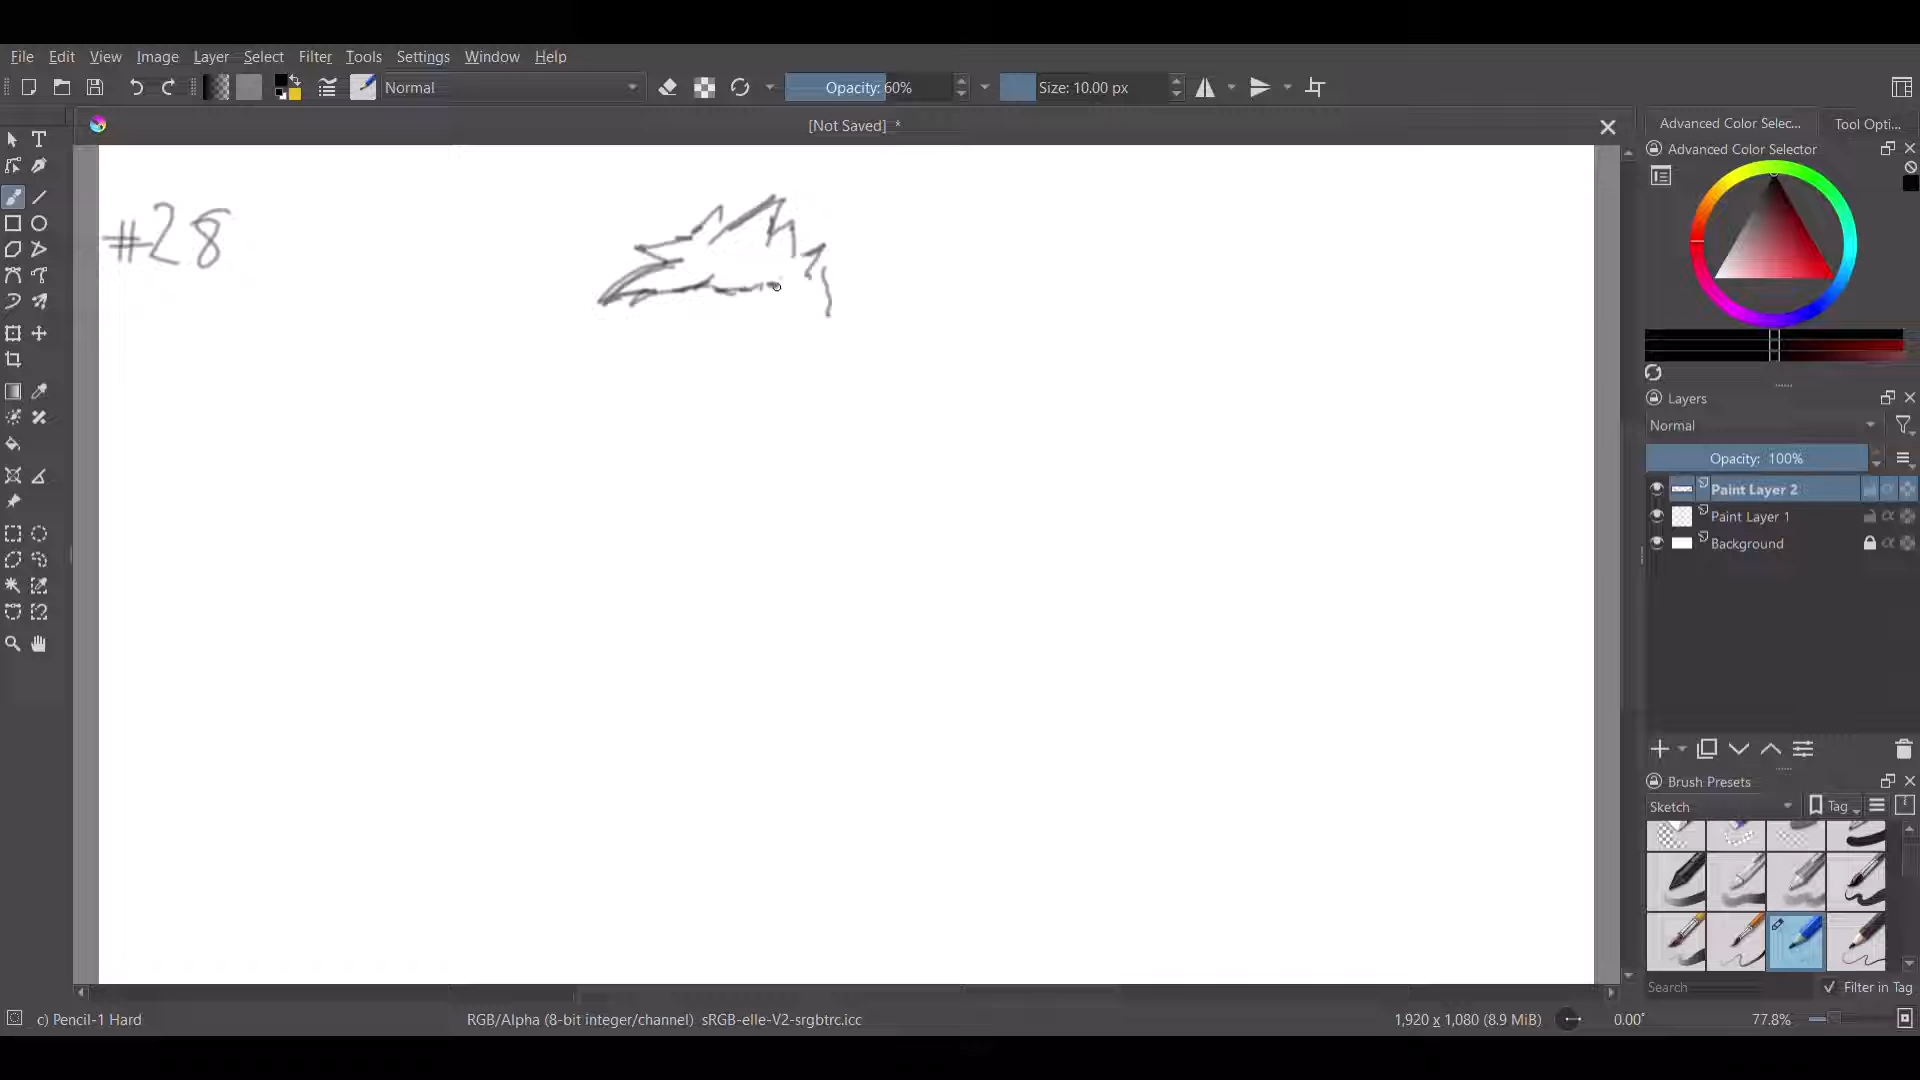 File Edit View Image Layer Select Filter Tools Settings Window Help
Normal
Opacity: 60%
Size: 10.00 px
[Not Saved] *
Advanced Color Selec...
Tool Opti...
Advanced Color Selector
#28
Layers
Normal
Opacity: 100%
Paint Layer 2
Paint Layer 1
Background
Brush Presets
Sketch
Tag
Search
Filter in Tag
c) Pencil-1 Hard
RGB/Alpha (8-bit integer/channel) sRGB-elle-V2-srgbtrc.icc
1,920 x 1,080 (8.9 MiB)
0.00°
77.8%